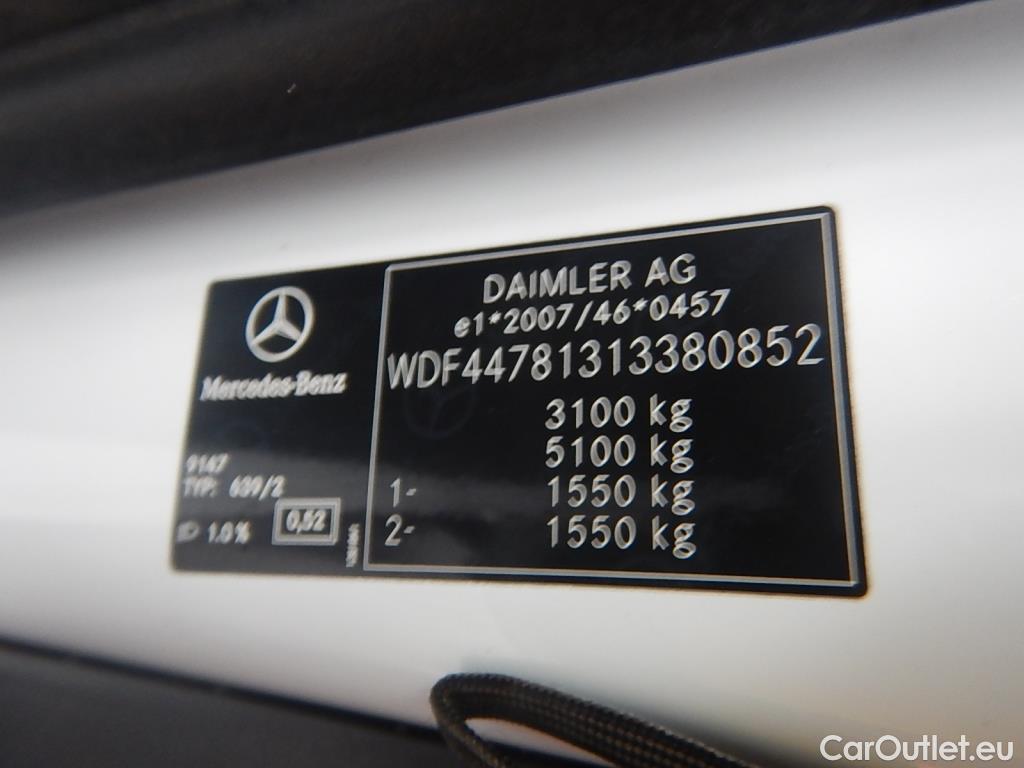 Mercedes-Benz
9147
TYP: 639/2
1.0%
0,52
DAIMLER AG
e1*2007/46*0457
WDF44781313380852
3100 kg
5100 kg
1- 1550 kg
2- 1550 kg
CarOutlet.eu